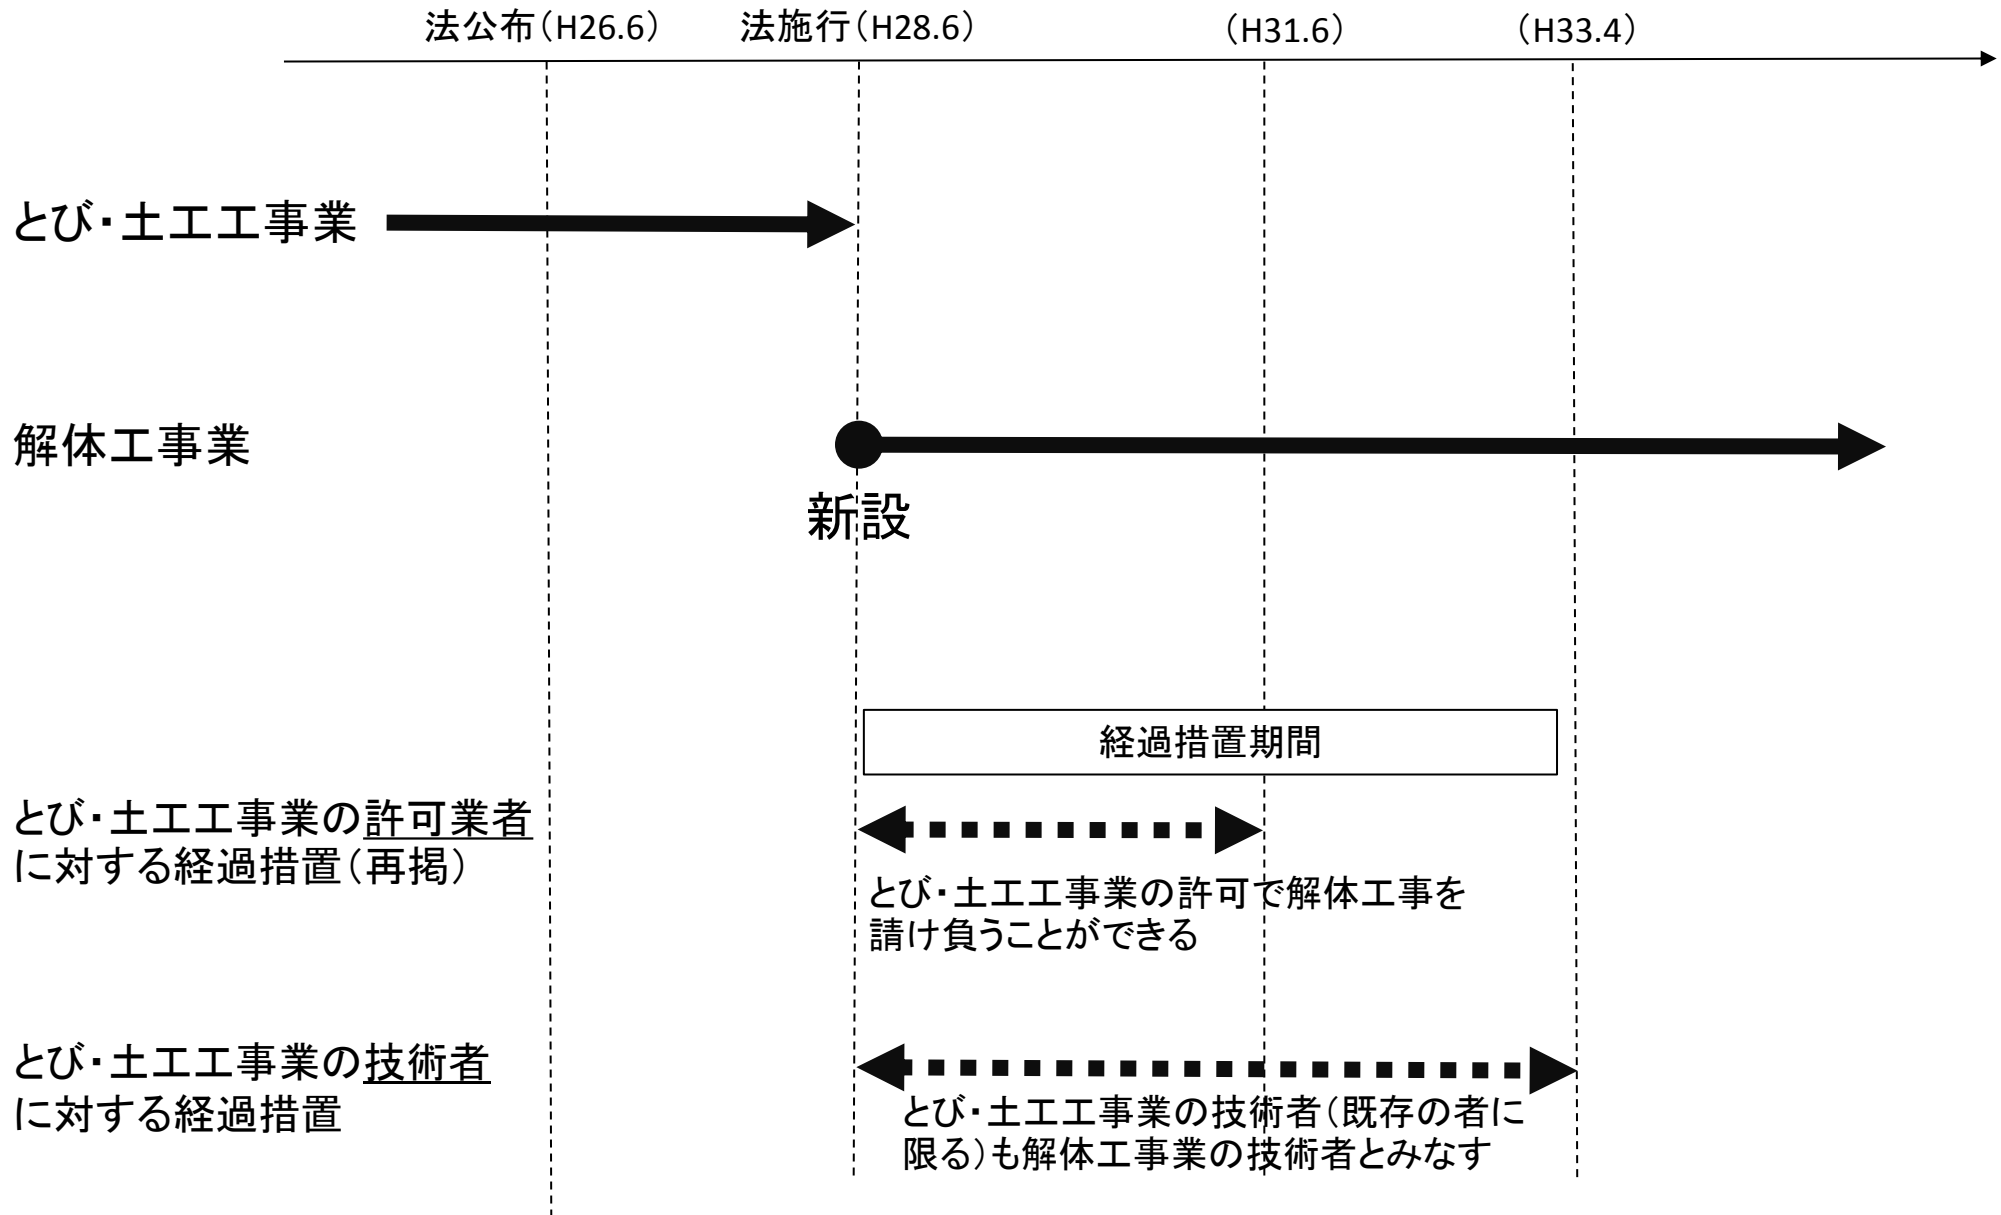 法公布（H26.6）
法施行（H28.6）
（H31.6）
（H33.4）
とび・土工工事業
解体工事業
新設
経過措置期間
とび・土工工事業の許可業者
に対する経過措置（再掲）
とび・土工工事業の許可で解体工事を
請け負うことができる
とび・土工工事業の技術者
に対する経過措置
とび・土工工事業の技術者（既存の者に
限る）も解体工事業の技術者とみなす